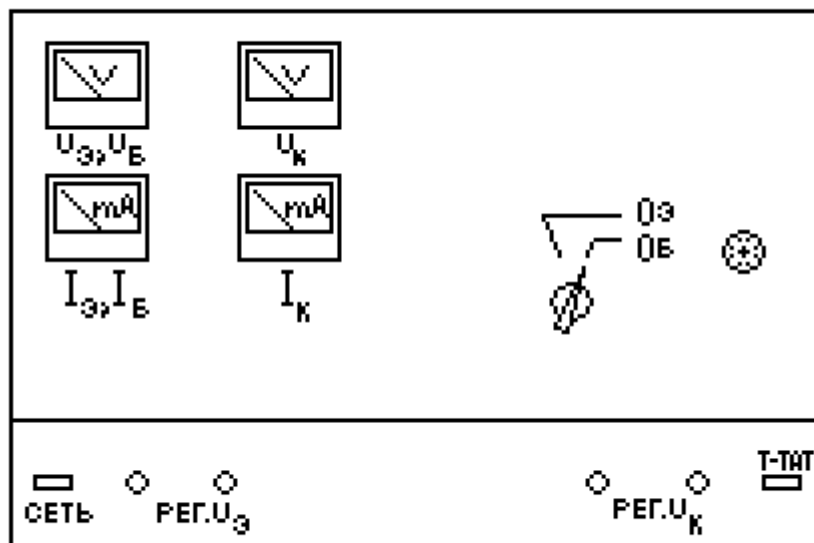 V V
Uэ,Uб Uк
mA mA
Iэ,Iб Iк
ОЭ
ОБ
СЕТЬ РЕГ.Uэ РЕГ.Uк Т-ТАТ